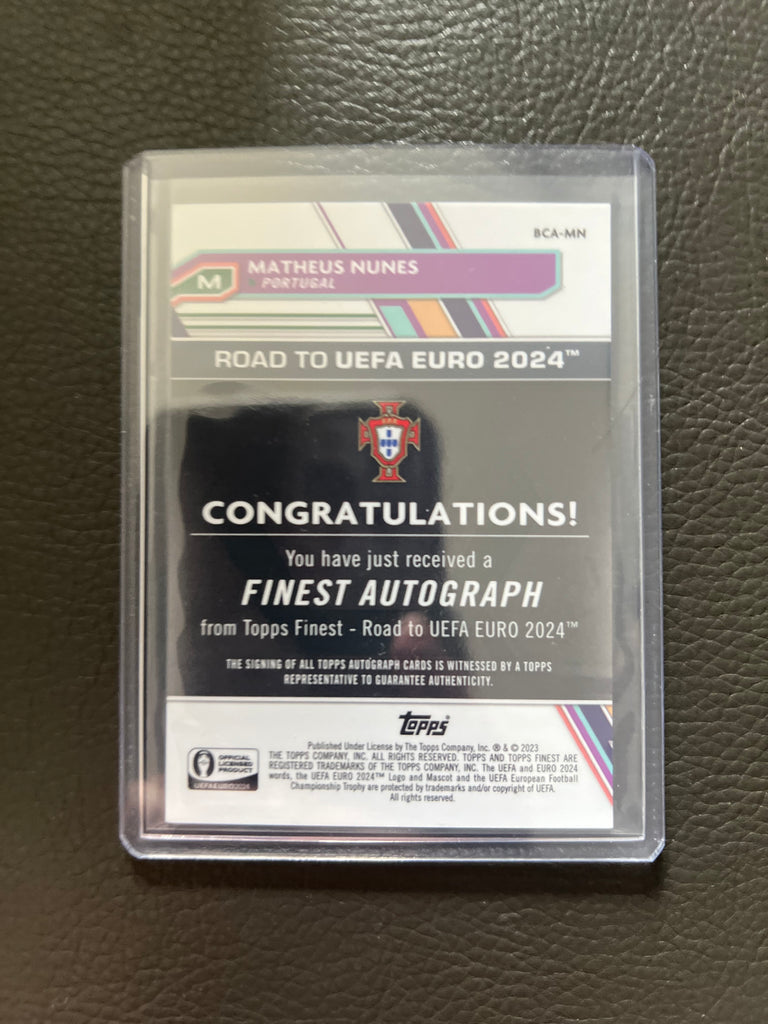 BCA-MN
MATHEUS NUNES
M
PORTUGAL
ROAD TO UEFA EURO 2024™
CONGRATULATIONS!
You have just received a
FINEST AUTOGRAPH
from Topps Finest - Road to UEFA EURO 2024™
THE SIGNING OF ALL TOPPS AUTOGRAPH CARDS IS WITNESSED BY A TOPPS
REPRESENTATIVE TO GUARANTEE AUTHENTICITY.
topps®
Published Under License by The Topps Company, Inc. ® & © 2023
THE TOPPS COMPANY, INC. ALL RIGHTS RESERVED. TOPPS AND TOPPS FINEST ARE
REGISTERED TRADEMARKS OF THE TOPPS COMPANY, INC. The UEFA and EURO 2024
words, the UEFA EURO 2024™ Logo and Mascot and the UEFA European Football
Championship Trophy are protected by trademarks and/or copyright of UEFA.
All rights reserved.
OFFICIAL
LICENSED
PRODUCT
UEFA EURO2024